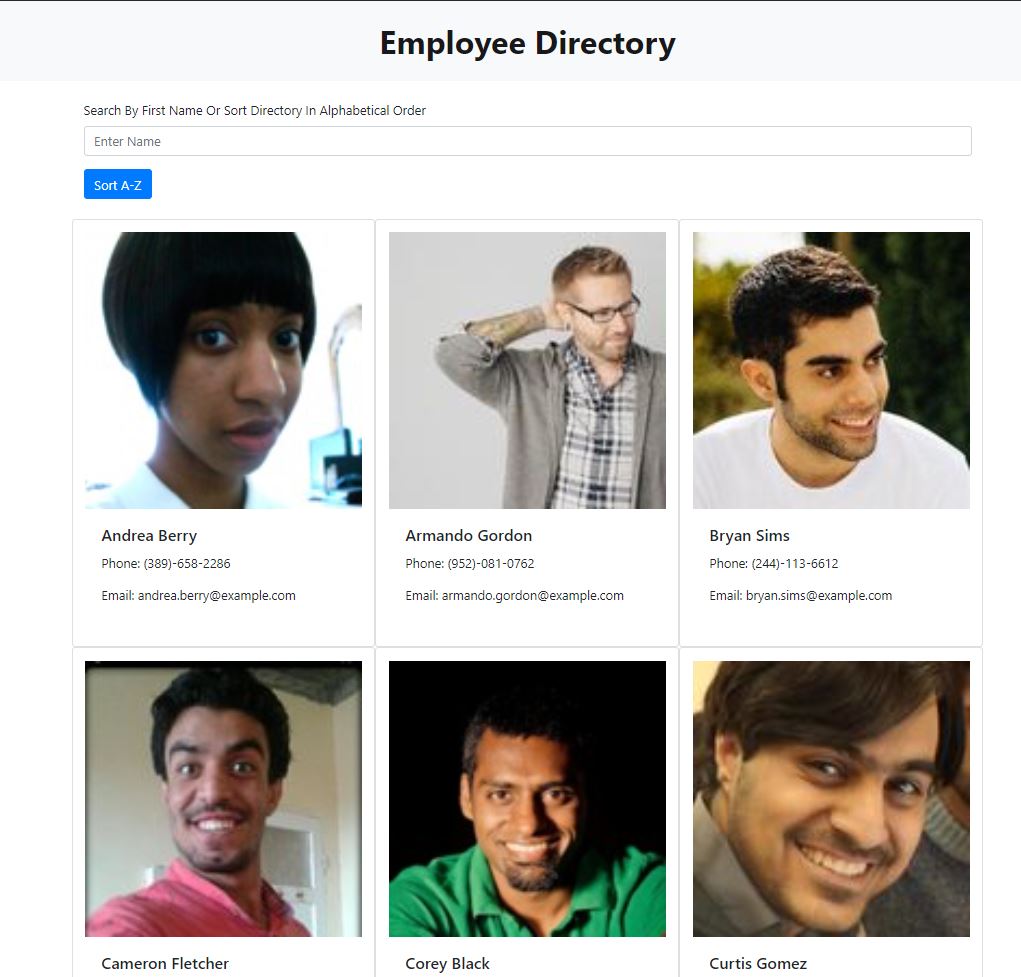 Employee Directory
Search By First Name Or Sort Directory In Alphabetical Order
Enter Name
Sort A-Z
Andrea Berry
Phone: (389)-658-2286
Email: andrea.berry@example.com
Armando Gordon
Phone: (952)-081-0762
Email: armando.gordon@example.com
Bryan Sims
Phone: (244)-113-6612
Email: bryan.sims@example.com
Cameron Fletcher
Corey Black
Curtis Gomez